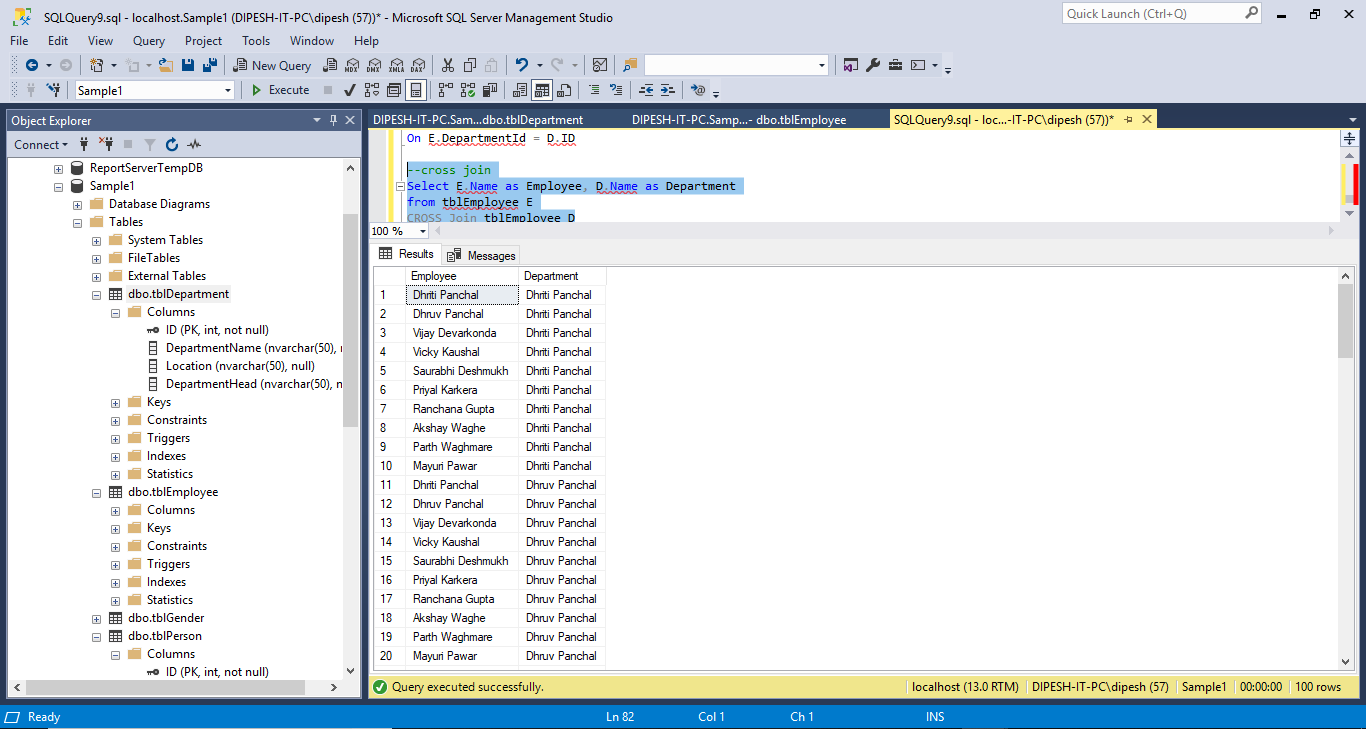 SQLQuery9.sql - localhost.Sample1 (DIPESH-IT-PC\dipesh (57))* - Microsoft SQL Server Management Studio
Quick Launch (Ctrl+Q)
File Edit View Query Project Tools Window Help
New Query MDX DMX XMLA DAX
Sample1 Execute
Object Explorer
Connect
ReportServerTempDB
Sample1
Database Diagrams
Tables
System Tables
FileTables
External Tables
dbo.tblDepartment
Columns
ID (PK, int, not null)
DepartmentName (nvarchar(50), r
Location (nvarchar(50), null)
DepartmentHead (nvarchar(50), n
Keys
Constraints
Triggers
Indexes
Statistics
dbo.tblEmployee
Columns
Keys
Constraints
Triggers
Indexes
Statistics
dbo.tblGender
dbo.tblPerson
Columns
ID (PK, int, not null)
DIPESH-IT-PC.Sam...dbo.tblDepartment DIPESH-IT-PC.Samp...- dbo.tblEmployee SQLQuery9.sql - loc...-IT-PC\dipesh (57))*
On E.DepartmentId = D.ID
--cross join
Select E.Name as Employee, D.Name as Department
from tblEmployee E
CROSS Join tblEmployee D
100 %
Results Messages
Employee Department
1 Dhriti Panchal Dhriti Panchal
2 Dhruv Panchal Dhriti Panchal
3 Vijay Devarkonda Dhriti Panchal
4 Vicky Kaushal Dhriti Panchal
5 Saurabhi Deshmukh Dhriti Panchal
6 Priyal Karkera Dhriti Panchal
7 Ranchana Gupta Dhriti Panchal
8 Akshay Waghe Dhriti Panchal
9 Parth Waghmare Dhriti Panchal
10 Mayuri Pawar Dhriti Panchal
11 Dhriti Panchal Dhruv Panchal
12 Dhruv Panchal Dhruv Panchal
13 Vijay Devarkonda Dhruv Panchal
14 Vicky Kaushal Dhruv Panchal
15 Saurabhi Deshmukh Dhruv Panchal
16 Priyal Karkera Dhruv Panchal
17 Ranchana Gupta Dhruv Panchal
18 Akshay Waghe Dhruv Panchal
19 Parth Waghmare Dhruv Panchal
20 Mayuri Pawar Dhruv Panchal
Query executed successfully. localhost (13.0 RTM) DIPESH-IT-PC\dipesh (57) Sample1 00:00:00 100 rows
Ready Ln 82 Col 1 Ch 1 INS